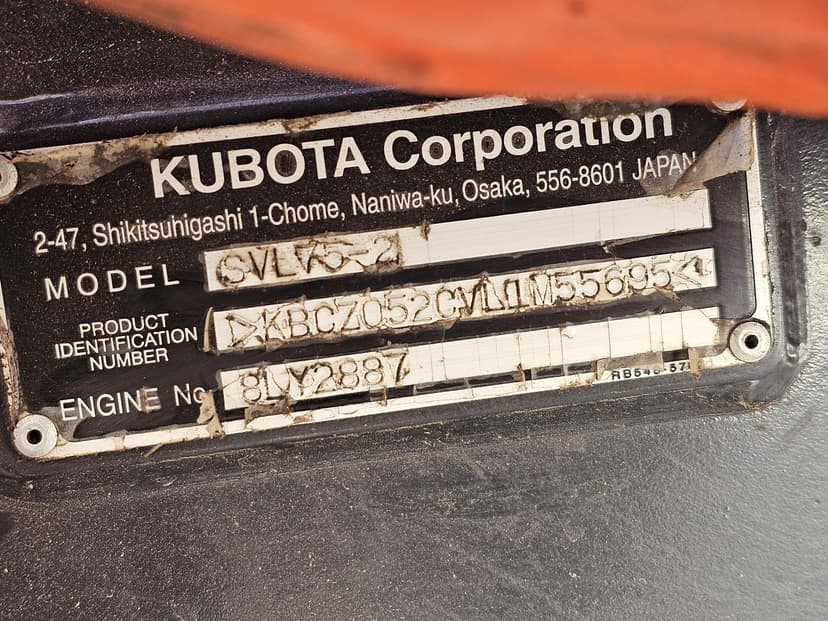 KUBOTA Corporation
2-47, Shikitsuhigashi 1-Chome, Naniwa-ku, Osaka, 556-8601 JAPAN
MODEL SVL75-2
PRODUCT IDENTIFICATION NUMBER
ENGINE No. 8LY2887